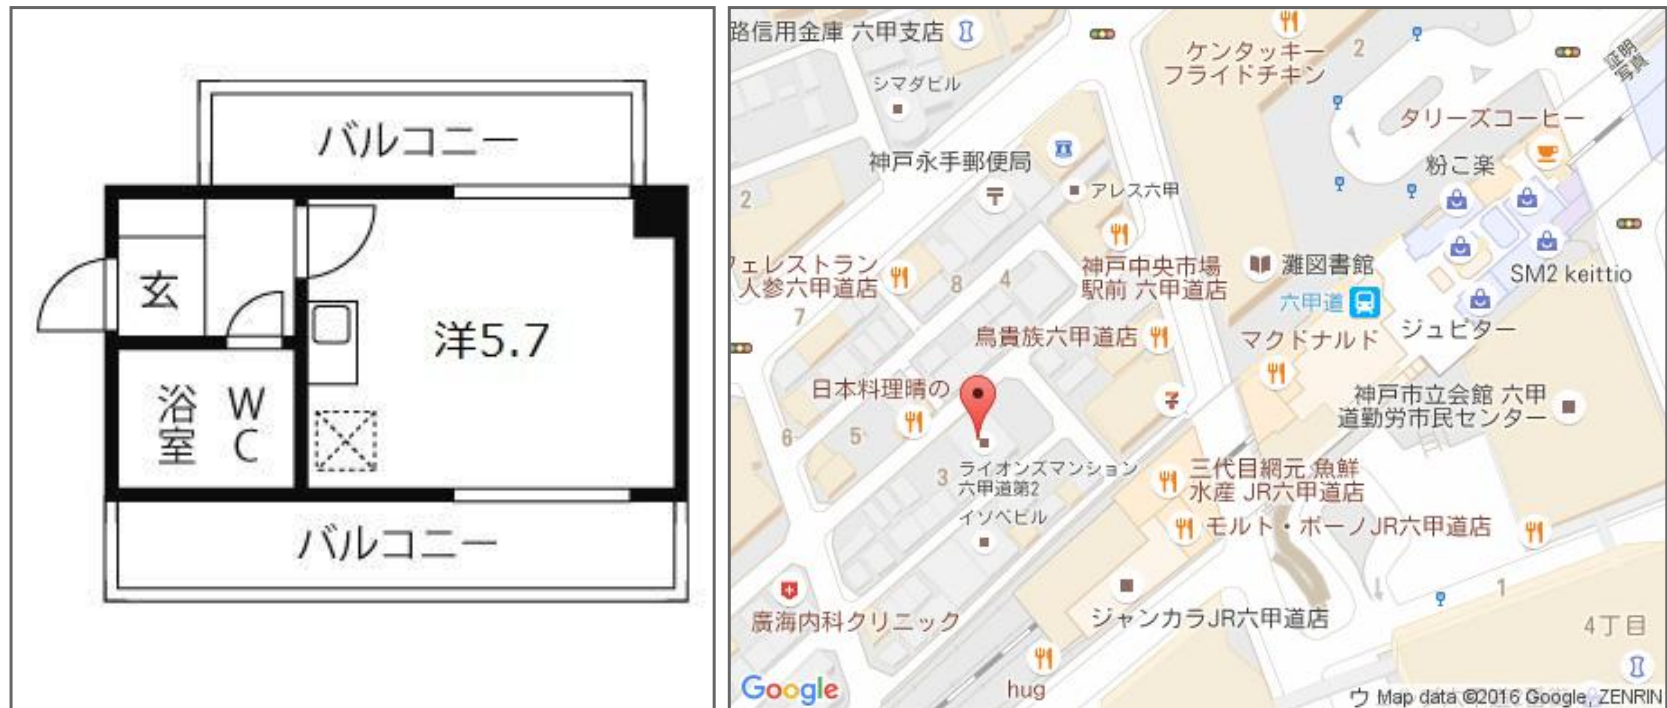 バルコニー
玄
洋5.7
浴室
WC
バルコニー
路信用金庫 六甲支店
シマダビル
ケンタッキー
フライドチキン
2
証明
写真
タリーズコーヒー
粉こ楽
神戸永手郵便局
アレス六甲
2
フェレストラン
人参六甲道店
8
4
7
神戸中央市場
駅前 六甲道店
灘図書館
六甲道
SM2 keittio
ジュピター
鳥貴族六甲道店
マクドナルド
日本料理晴の
神戸市立会館 六甲
道勤労市民センター
6
5
3
ライオンズマンション
六甲道第2
イソベビル
三代目網元 魚鮮
水産 JR六甲道店
モルト・ボーノJR六甲道店
1
廣海内科クリニック
ジャンカラJR六甲道店
4丁目
hug
Google
Map data ©2016 Google, ZENRIN